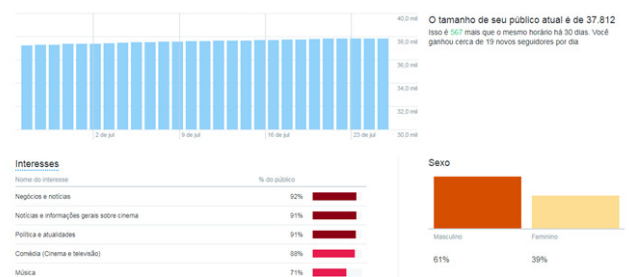 40,0 mil
38,0 mil
36,0 mil
34,0 mil
32,0 mil
30,0 mil
2 de jul
9 de jul
16 de jul
23 de jul
O tamanho de seu público atual é de 37.812
Isso é 567 mais que o mesmo horário há 30 dias. Você
ganhou cerca de 19 novos seguidores por dia
Interesses
Nome do interesse % do público
Negócios e notícias 92%
Notícias e informações gerais sobre cinema 91%
Política e atualidades 91%
Comédia (Cinema e televisão) 88%
Música 71%
Sexo
Masculino Feminino
61% 39%